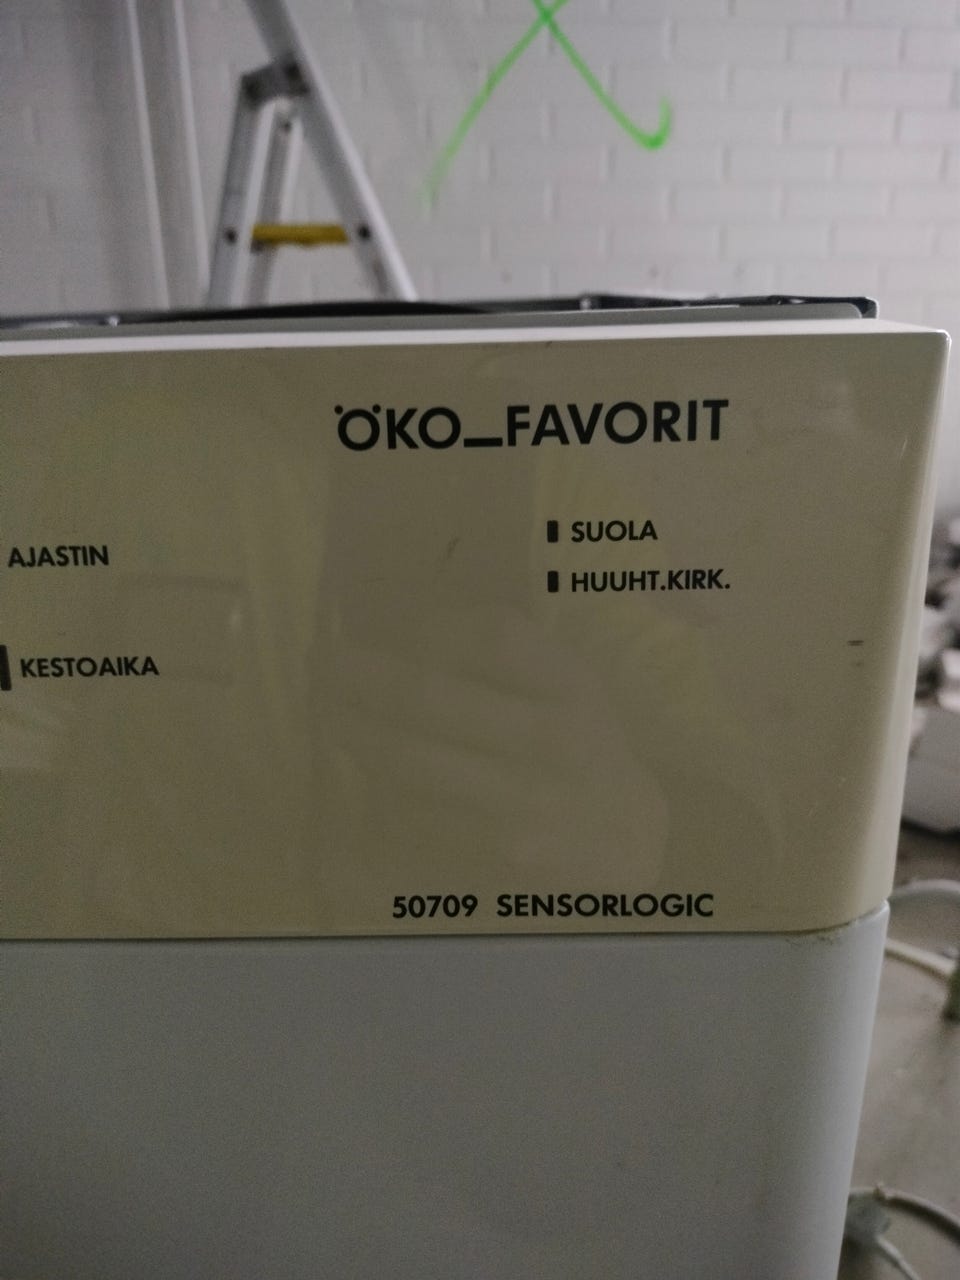 ÖKO_FAVORIT
AJASTIN
SUOLA
HUUHT.KIRK.
KESTOAIKA
50709 SENSORLOGIC